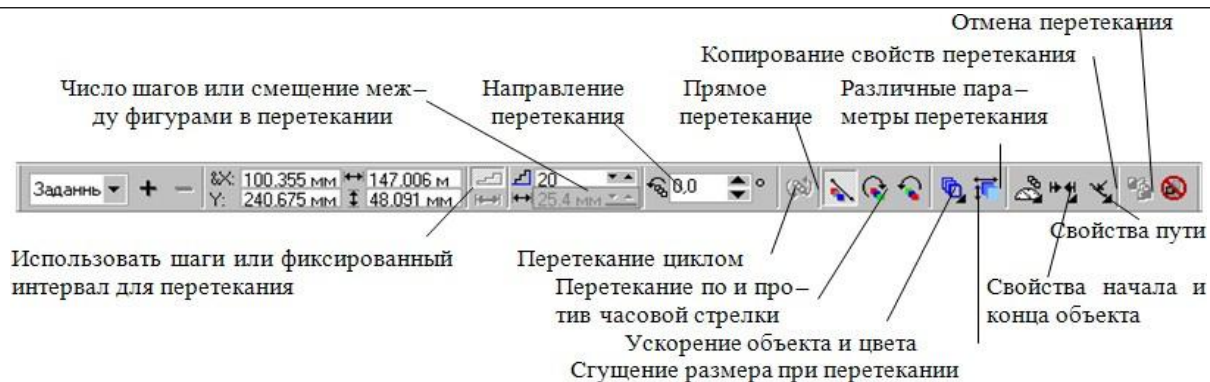 Отмена перетекания
Копирование свойств перетекания
Число шагов или смещение меж–
ду фигурами в перетекании
Направление
перетекания
Прямое
перетекание
Различные пара–
метры перетекания
Заданнь
&X: 100.355 мм 147.006 м 20 0,0 °
Y: 240.675 мм 48.091 мм 25,4 мм
Свойства пути
Использовать шаги или фиксированный
интервал для перетекания
Перетекание циклом
Перетекание по и про–
тив часовой стрелки
Свойства начала и
конца объекта
Ускорение объекта и цвета
Сгущение размера при перетекании